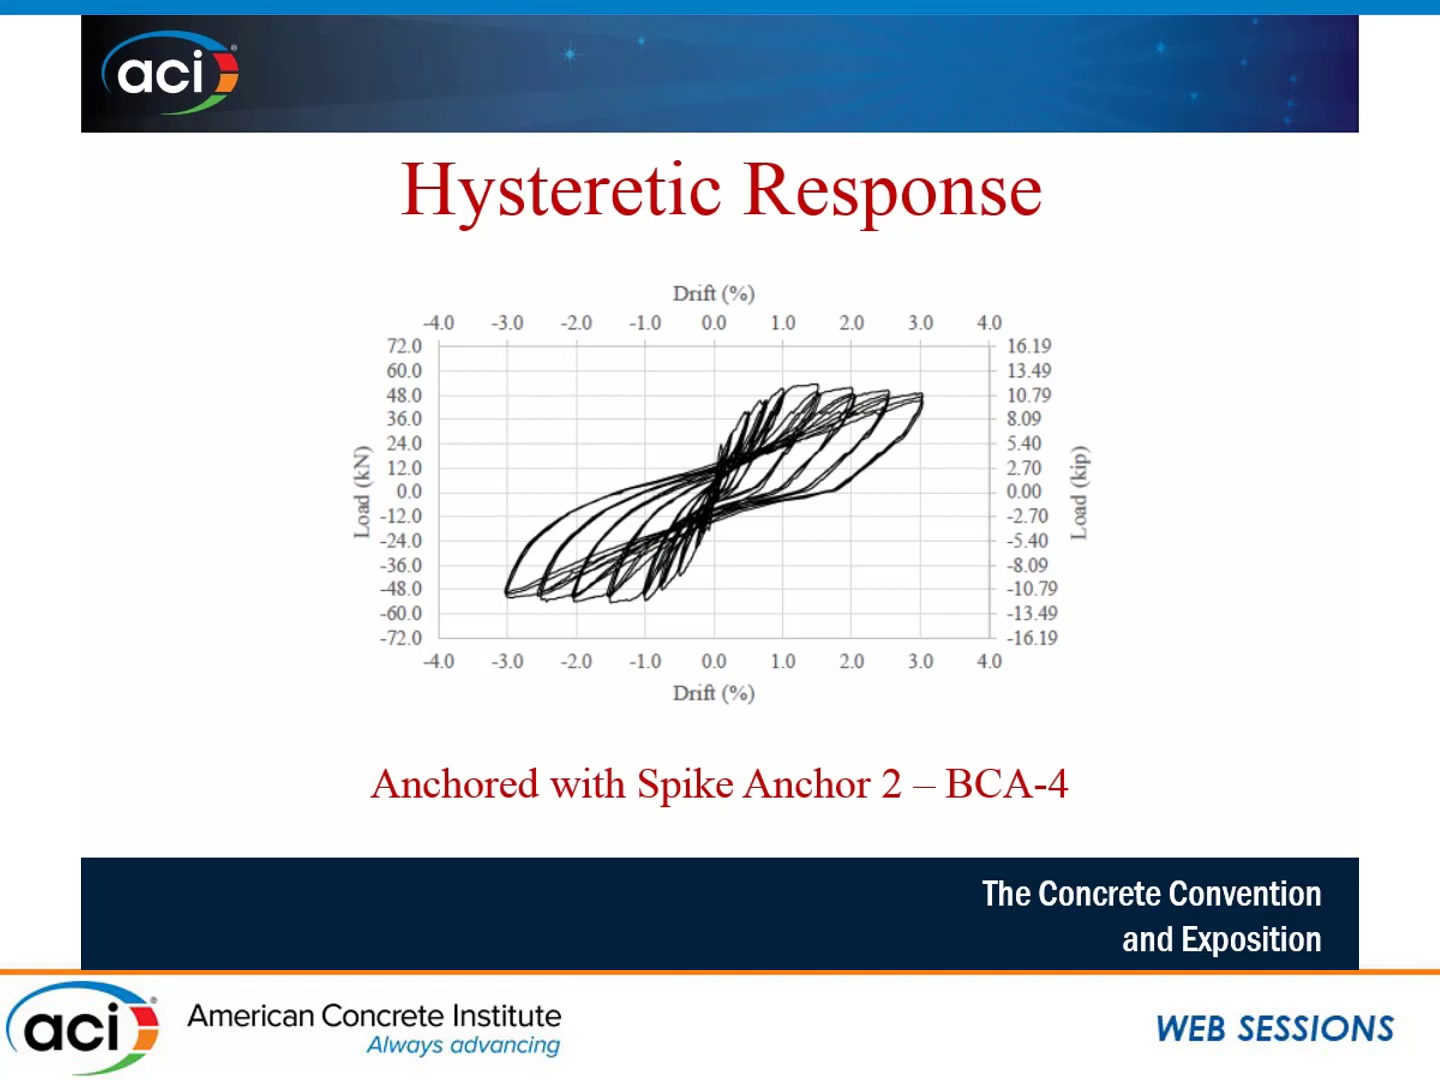 aci®
Hysteretic Response
Drift (%)
-4.0 -3.0 -2.0 -1.0 0.0 1.0 2.0 3.0 4.0
72.0 16.19
60.0 13.49
48.0 10.79
36.0 8.09
24.0 5.40
12.0 2.70
0.0 0.00
-12.0 -2.70
-24.0 -5.40
-36.0 -8.09
-48.0 -10.79
-60.0 -13.49
-72.0 -16.19
Load (kN)
Load (kip)
-4.0 -3.0 -2.0 -1.0 0.0 1.0 2.0 3.0 4.0
Drift (%)
Anchored with Spike Anchor 2 – BCA-4
The Concrete Convention
and Exposition
aci®
American Concrete Institute
Always advancing
WEB SESSIONS